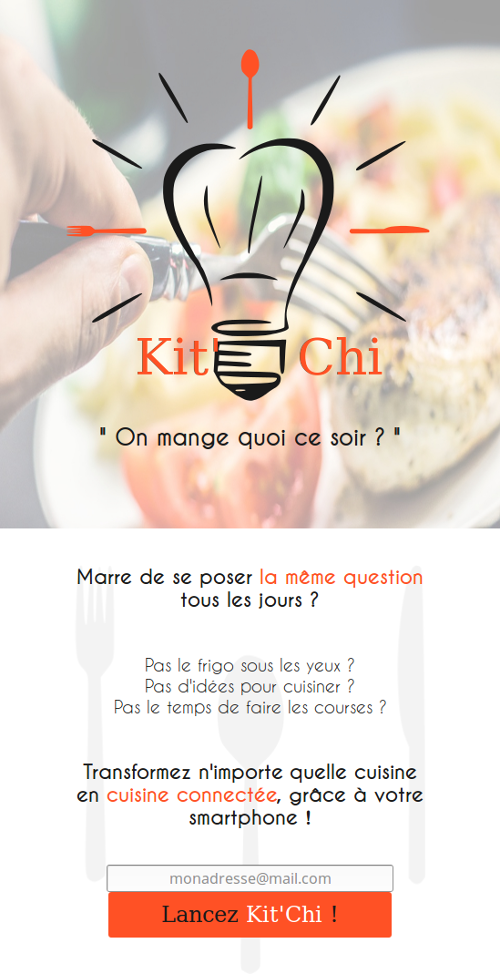 Kit' Chi
" On mange quoi ce soir ? "
Marre de se poser la même question
tous les jours ?
Pas le frigo sous les yeux ?
Pas d'idées pour cuisiner ?
Pas le temps de faire les courses ?
Transformez n'importe quelle cuisine
en cuisine connectée, grâce à votre
smartphone !
monadresse@mail.com
Lancez Kit'Chi !